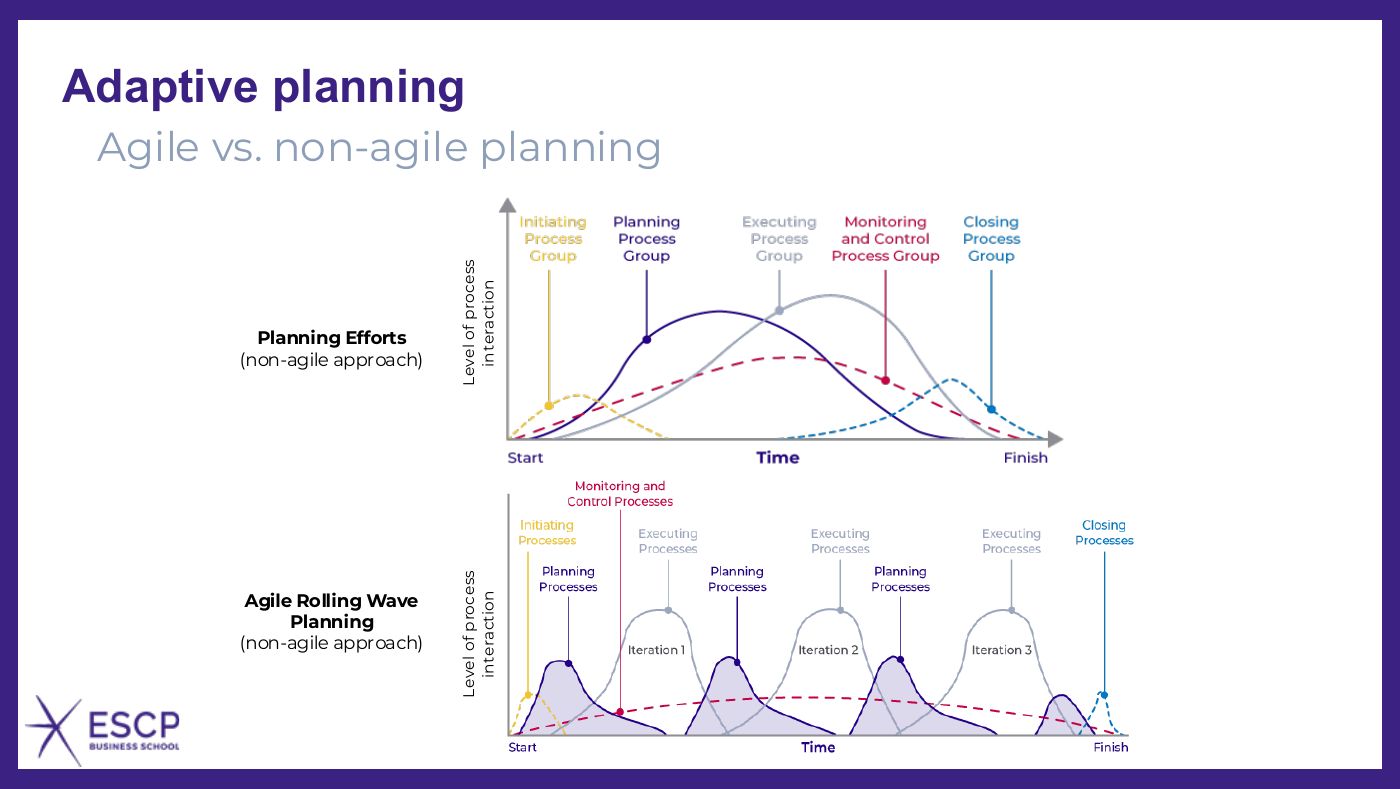 Adaptive planning
Agile vs. non-agile planning
Planning Efforts
(non-agile approach)
Level of process
interaction
Initiating
Process
Group
Planning
Process
Group
Executing
Process
Group
Monitoring
and Control
Process Group
Closing
Process
Group
Start
Time
Finish
Agile Rolling Wave
Planning
(non-agile approach)
Level of process
interaction
Initiating
Processes
Monitoring and
Control Processes
Planning
Processes
Executing
Processes
Planning
Processes
Executing
Processes
Planning
Processes
Executing
Processes
Closing
Processes
Iteration 1
Iteration 2
Iteration 3
Start
Time
Finish
ESCP
BUSINESS SCHOOL